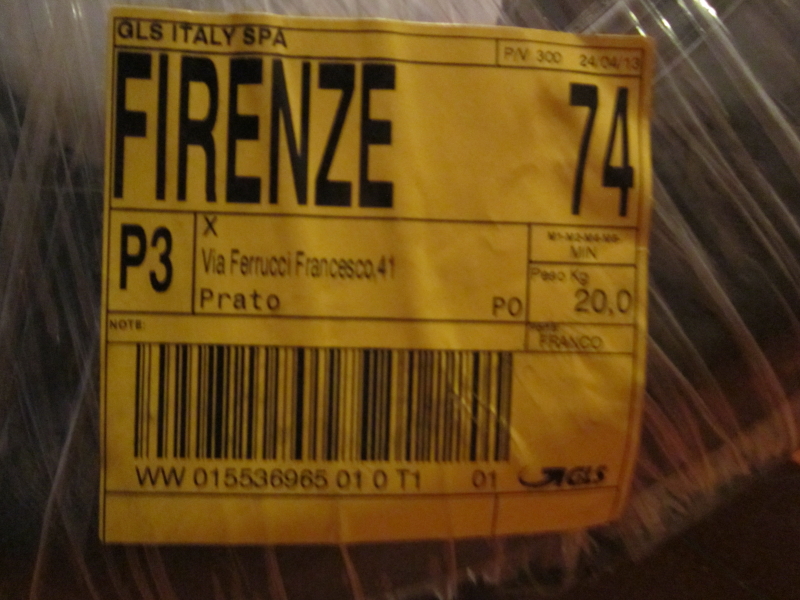 GLS ITALY SPA
P/V 300 24/04/13
FIRENZE 74
P3
X
Via Ferrucci Francesco,41
Prato PO
MIN
Peso Kg
20,0
NOTE:
FRANCO
WW 015536965 01 0 T1 01
GLS